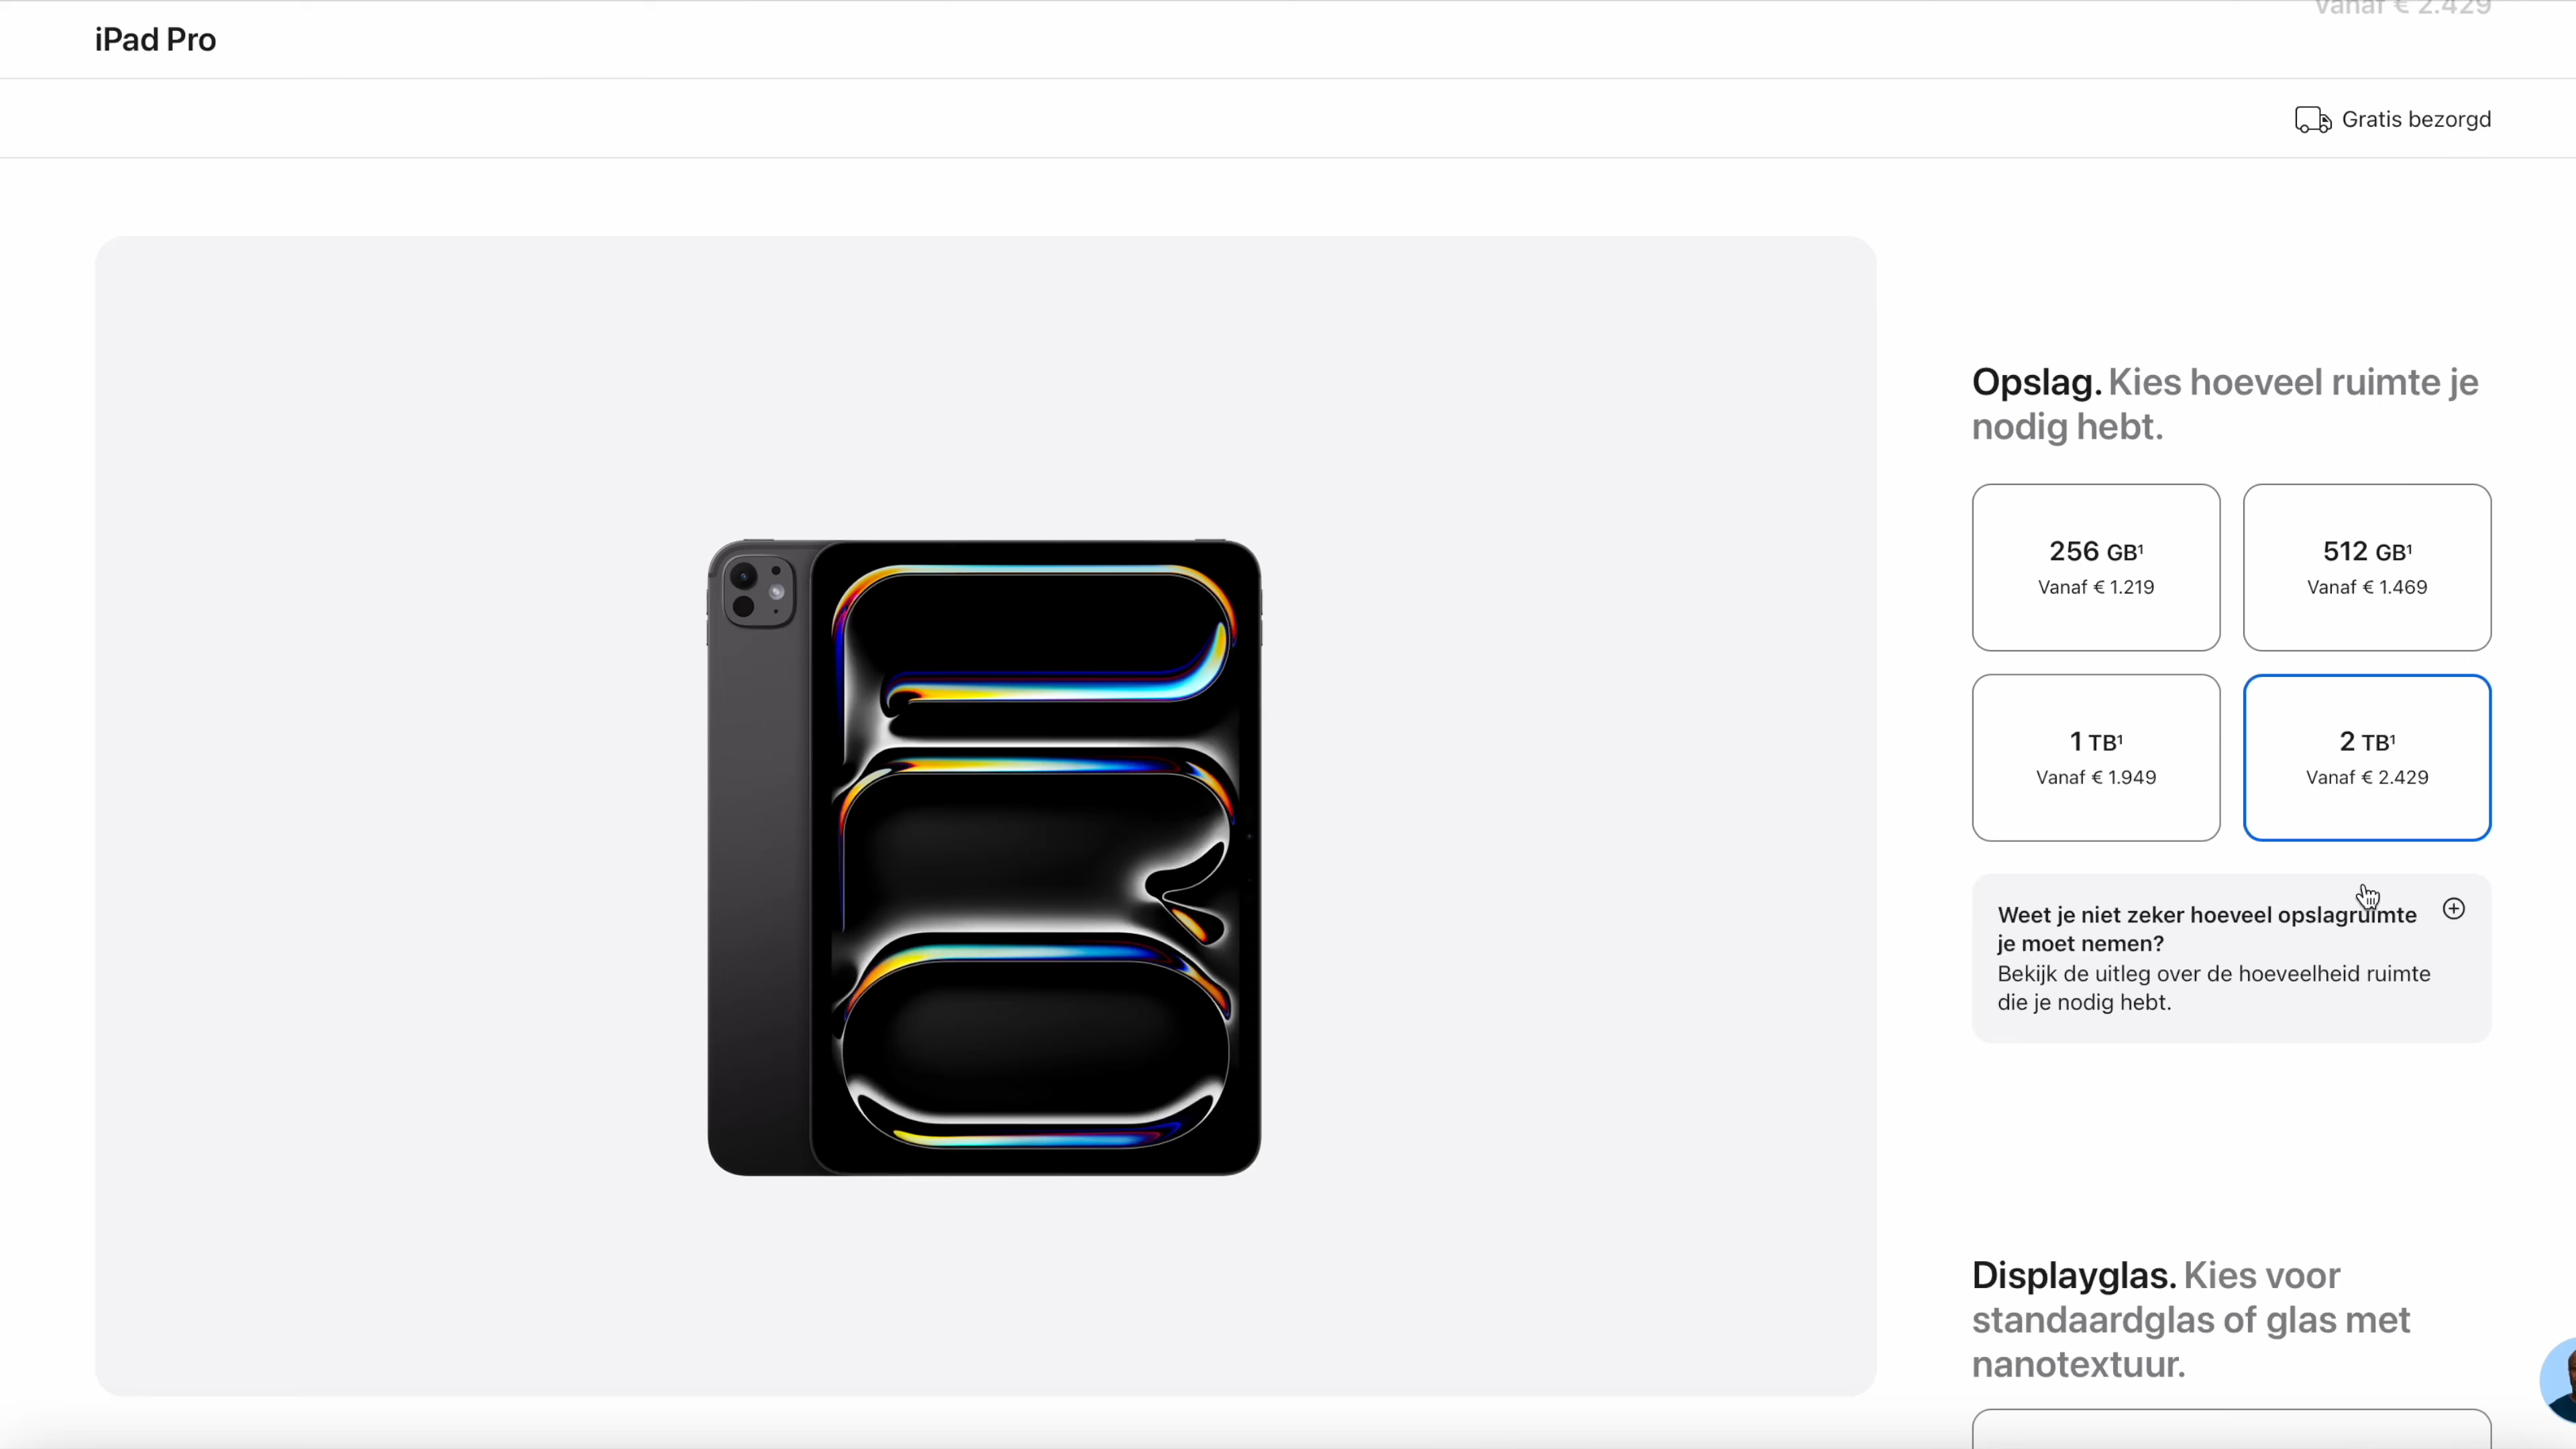 Vanaf € 2.429
iPad Pro
Gratis bezorgd
Opslag. Kies hoeveel ruimte je
nodig hebt.
256 GB¹
Vanaf € 1.219
512 GB¹
Vanaf € 1.469
1 TB¹
Vanaf € 1.949
2 TB¹
Vanaf € 2.429
Weet je niet zeker hoeveel opslagruimte
je moet nemen?
Bekijk de uitleg over de hoeveelheid ruimte
die je nodig hebt.
Displayglas. Kies voor
standaardglas of glas met
nanotextuur.